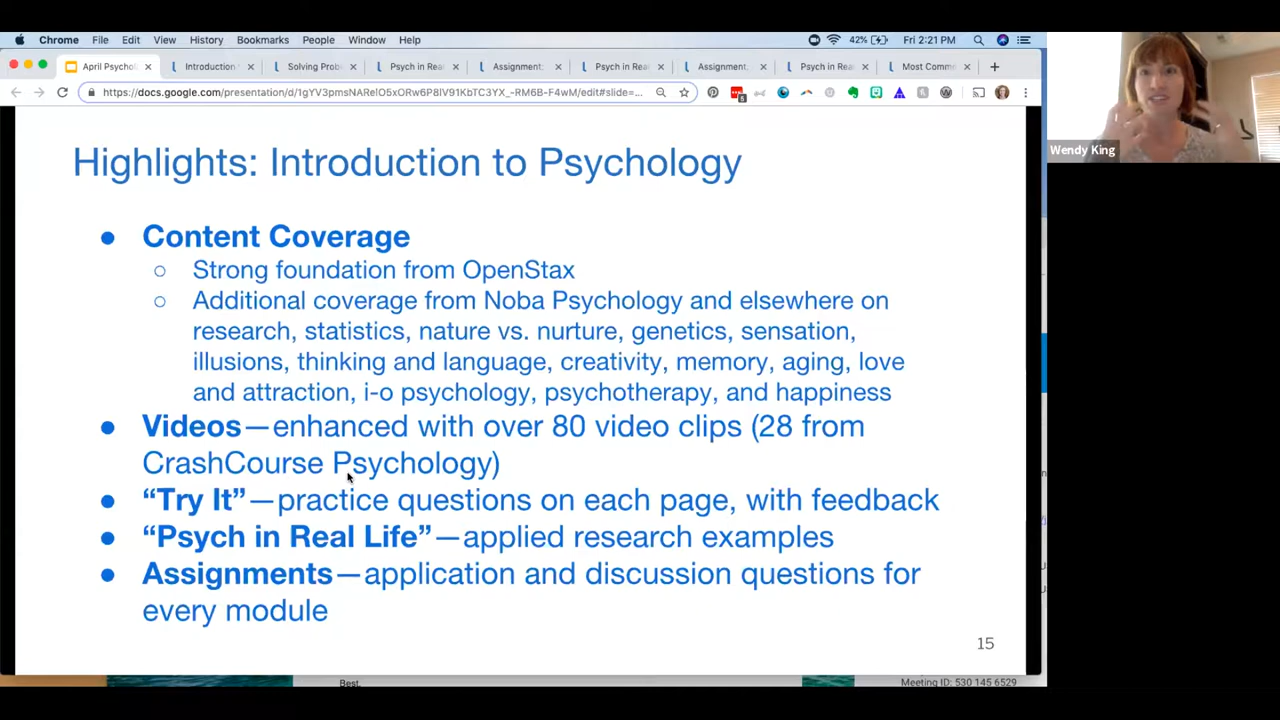 Chrome File Edit View History Bookmarks People Window Help 42% Fri 2:21 PM
April Psychol Introduction Solving Prob Psych in Rea Assignment: Psych in Rea Assignment: Psych in Rea Most Comm
https://docs.google.com/presentation/d/1gYV3pmsNARelO5xORw5P8lV91KbTC3YX_-RM6B-F4wM/edit#slide=...
Wendy King
Highlights: Introduction to Psychology
● Content Coverage
○ Strong foundation from OpenStax
○ Additional coverage from Noba Psychology and elsewhere on
research, statistics, nature vs. nurture, genetics, sensation,
illusions, thinking and language, creativity, memory, aging, love
and attraction, i-o psychology, psychotherapy, and happiness
● Videos—enhanced with over 80 video clips (28 from
CrashCourse Psychology)
● “Try It”—practice questions on each page, with feedback
● “Psych in Real Life”—applied research examples
● Assignments—application and discussion questions for
every module
15
Best,
Meeting ID: 530 145 6529